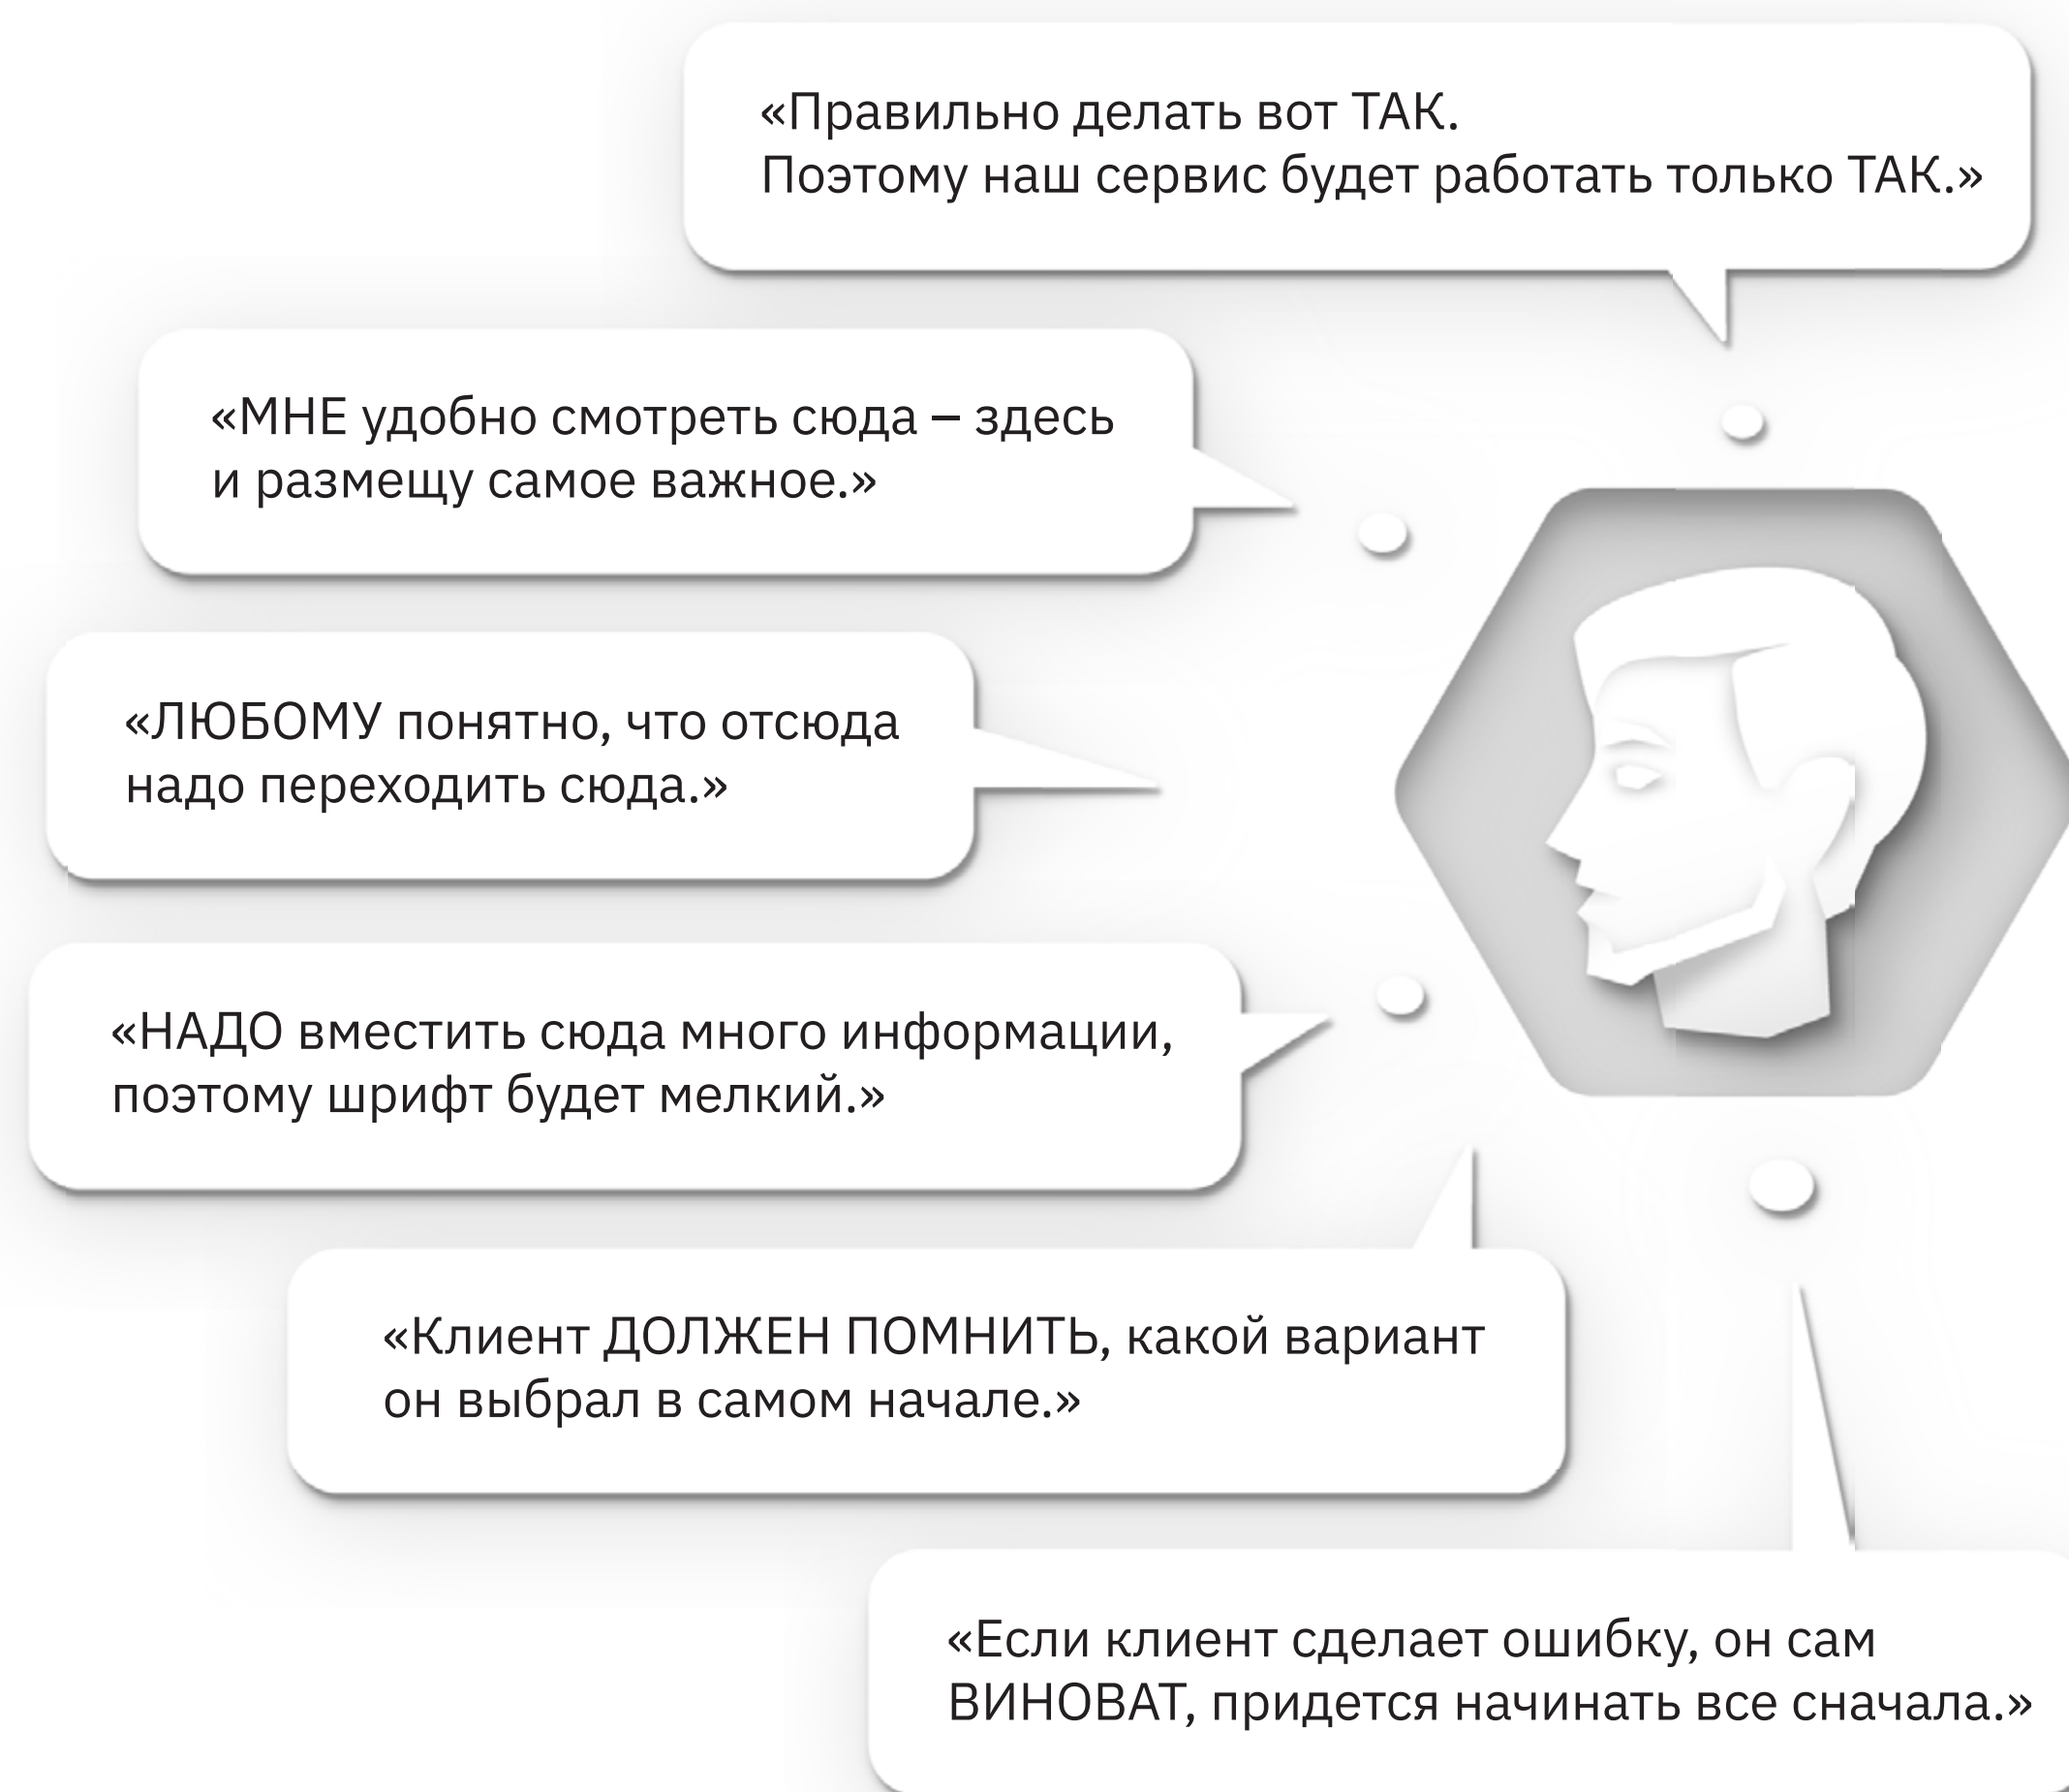 «Правильно делать вот ТАК.
Поэтому наш сервис будет работать только ТАК.»
«МНЕ удобно смотреть сюда – здесь
и размещу самое важное.»
«ЛЮБОМУ понятно, что отсюда
надо переходить сюда.»
«НАДО вместить сюда много информации,
поэтому шрифт будет мелкий.»
«Клиент ДОЛЖЕН ПОМНИТЬ, какой вариант
он выбрал в самом начале.»
«Если клиент сделает ошибку, он сам
ВИНОВАТ, придется начинать все сначала.»